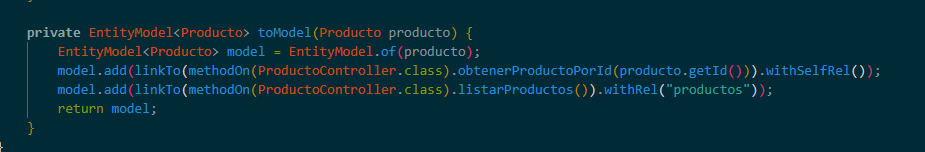 private EntityModel<Producto> toModel(Producto producto) {
EntityModel<Producto> model = EntityModel.of(producto);
model.add(linkTo(methodOn(ProductoController.class).obtenerProductoPorId(producto.getId())).withSelfRel());
model.add(linkTo(methodOn(ProductoController.class).listarProductos()).withRel("productos"));
return model;
}
}